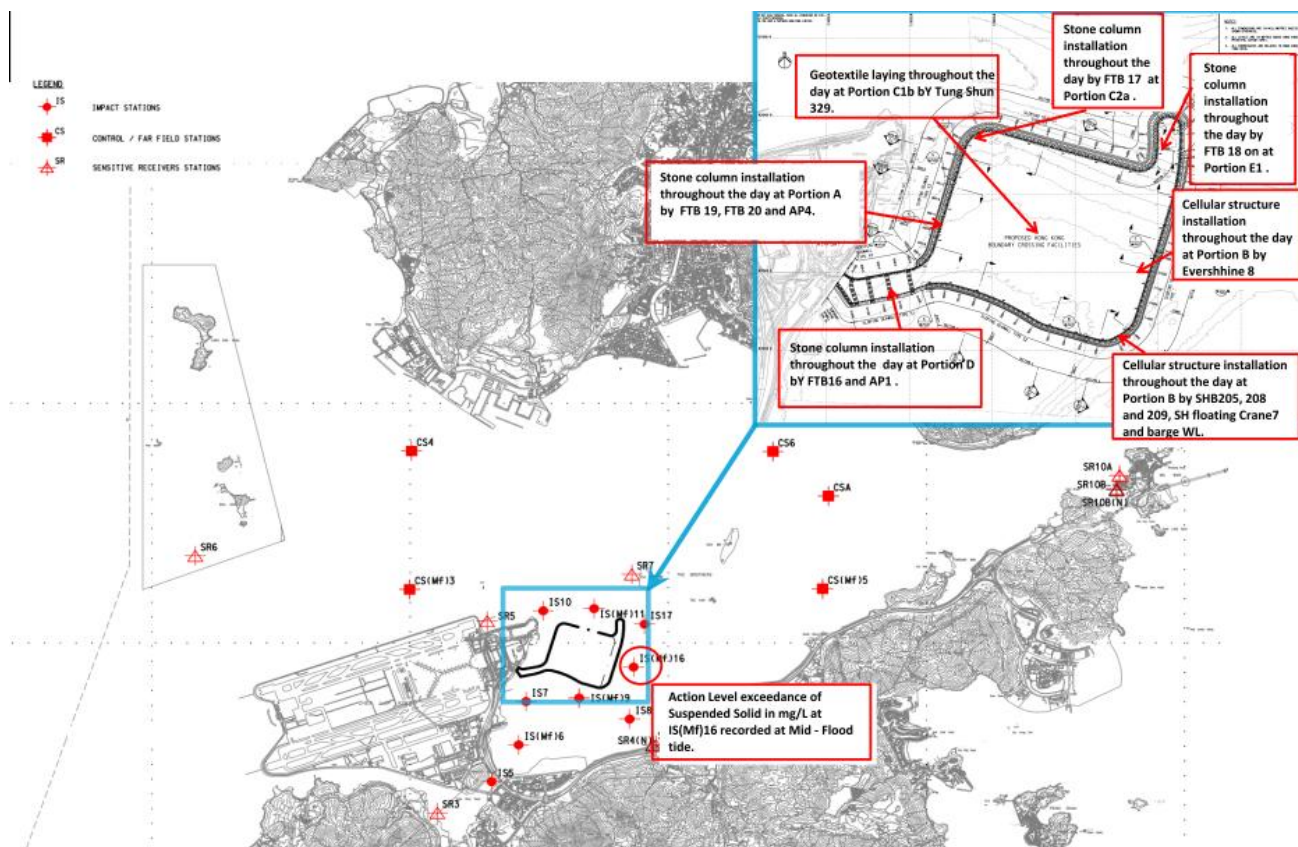 LEGEND
IS
IMPACT STATIONS
CS
CONTROL / FAR FIELD STATIONS
SR
SENSITIVE RECEIVERS STATIONS
Geotextile laying throughout the
day at Portion C1b bY Tung Shun
329.
Stone column
installation
throughout the
day by FTB 17 at
Portion C2a .
Stone
column
installation
throughout
the day by
FTB 18 on at
Portion E1 .
Stone column installation
throughout the day at Portion A
by FTB 19, FTB 20 and AP4.
Cellular structure
installation
throughout the day
at Portion B by
Evershhine 8
PROPOSED HONG KONG
BOUNDARY CROSSING FACILITIES
Stone column installation
throughout the day at Portion D
bY FTB16 and AP1 .
Cellular structure installation
throughout the day at
Portion B by SHB205, 208
and 209, SH floating Crane7
and barge WL.
CS4
CS6
CSA
SR10A
SR10B
SR10B(N)
SR6
CS(Mf)3
SR7
CS(Mf)5
SR5
IS10
IS(Mf)11
IS17
IS(Mf)16
IS7
IS(Mf)9
IS8
IS(Mf)6
SR4(N)
IS5
SR3
Action Level exceedance of
Suspended Solid in mg/L at
IS(Mf)16 recorded at Mid - Flood
tide.